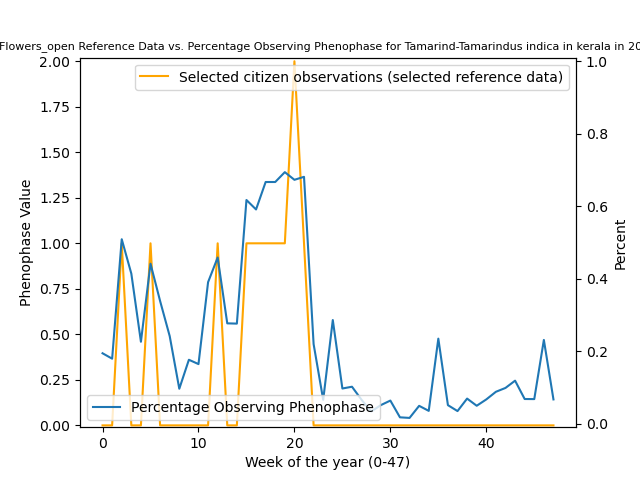 Flowers_open Reference Data vs. Percentage Observing Phenophase for Tamarind-Tamarindus indica in kerala in 20
Selected citizen observations (selected reference data)
Percentage Observing Phenophase
Phenophase Value
2.00
1.75
1.50
1.25
1.00
0.75
0.50
0.25
0.00
1.0
0.8
0.6
0.4
0.2
0.0
Percent
0 10 20 30 40
Week of the year (0-47)